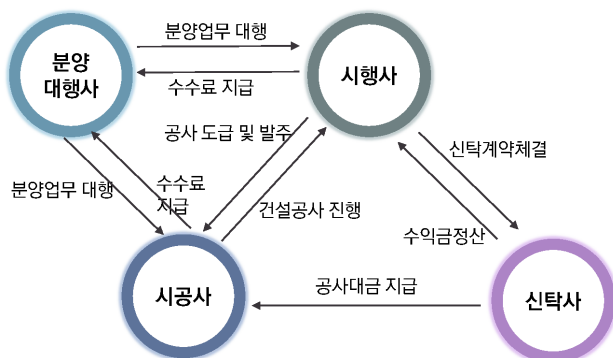 분양업무 대행
분양
대행사
시행사
수수료 지급
공사 도급 및 발주
신탁계약체결
분양업무 대행
수수료
지급
건설공사 진행
수익금정산
시공사
공사대금 지급
신탁사